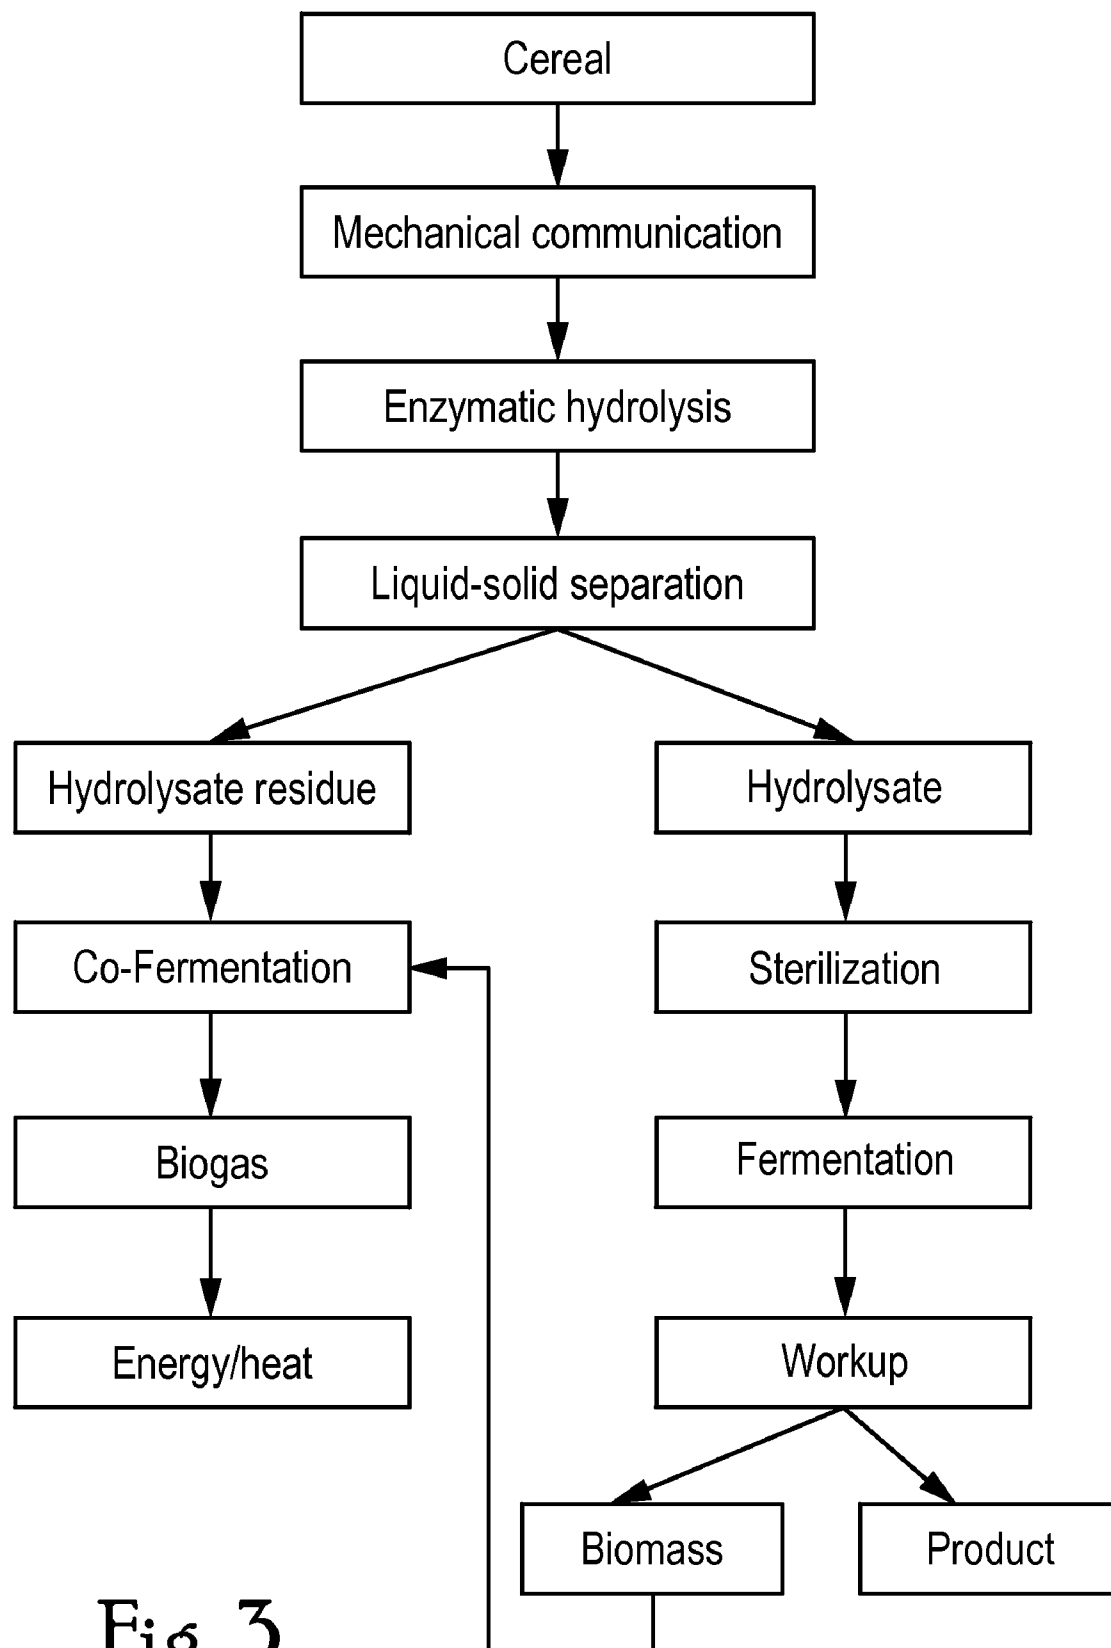 Cereal
Mechanical communication
Enzymatic hydrolysis
Liquid-solid separation
Hydrolysate residue
Hydrolysate
Co-Fermentation
Sterilization
Biogas
Fermentation
Energy/heat
Workup
Biomass
Product
Fig. 3